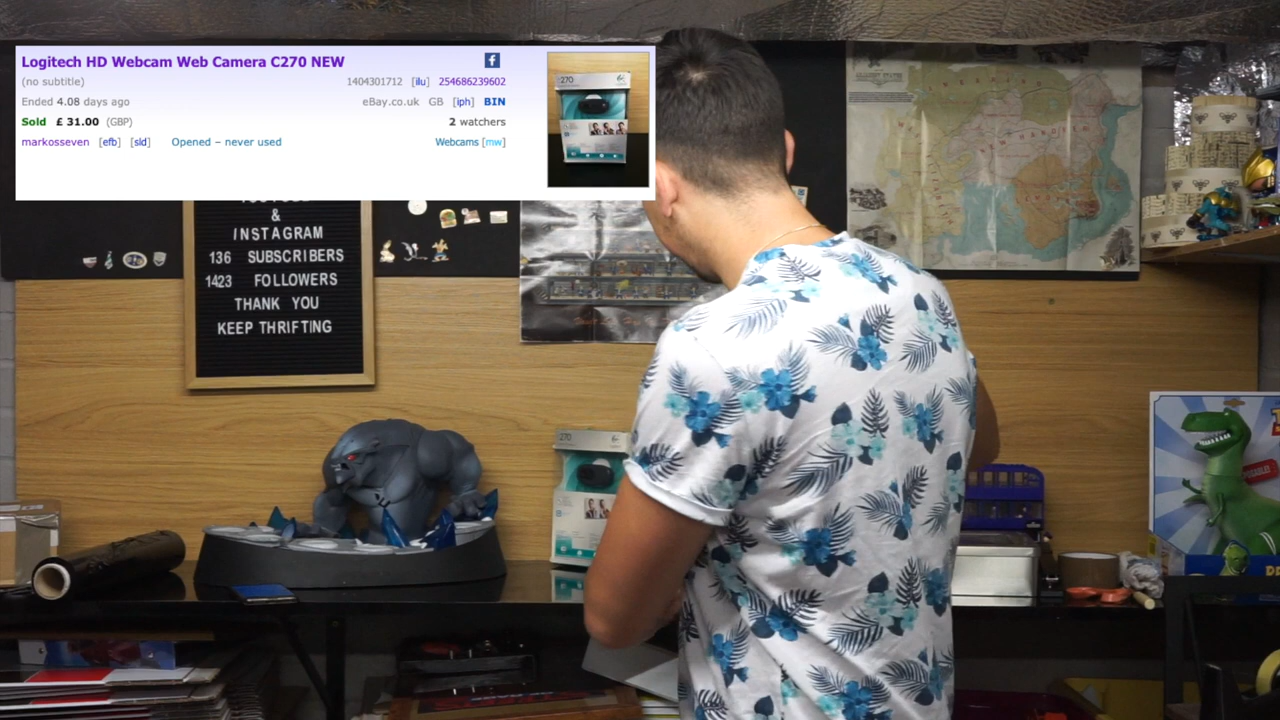 Logitech HD Webcam Web Camera C270 NEW
(no subtitle) 1404301712 [ilu] 254686239602
Ended 4.08 days ago eBay.co.uk GB [iph] BIN
Sold £ 31.00 (GBP) 2 watchers
markosseven [efb] [sld] Opened – never used Webcams [mw]
&
INSTAGRAM
136 SUBSCRIBERS
1423 FOLLOWERS
THANK YOU
KEEP THRIFTING
270